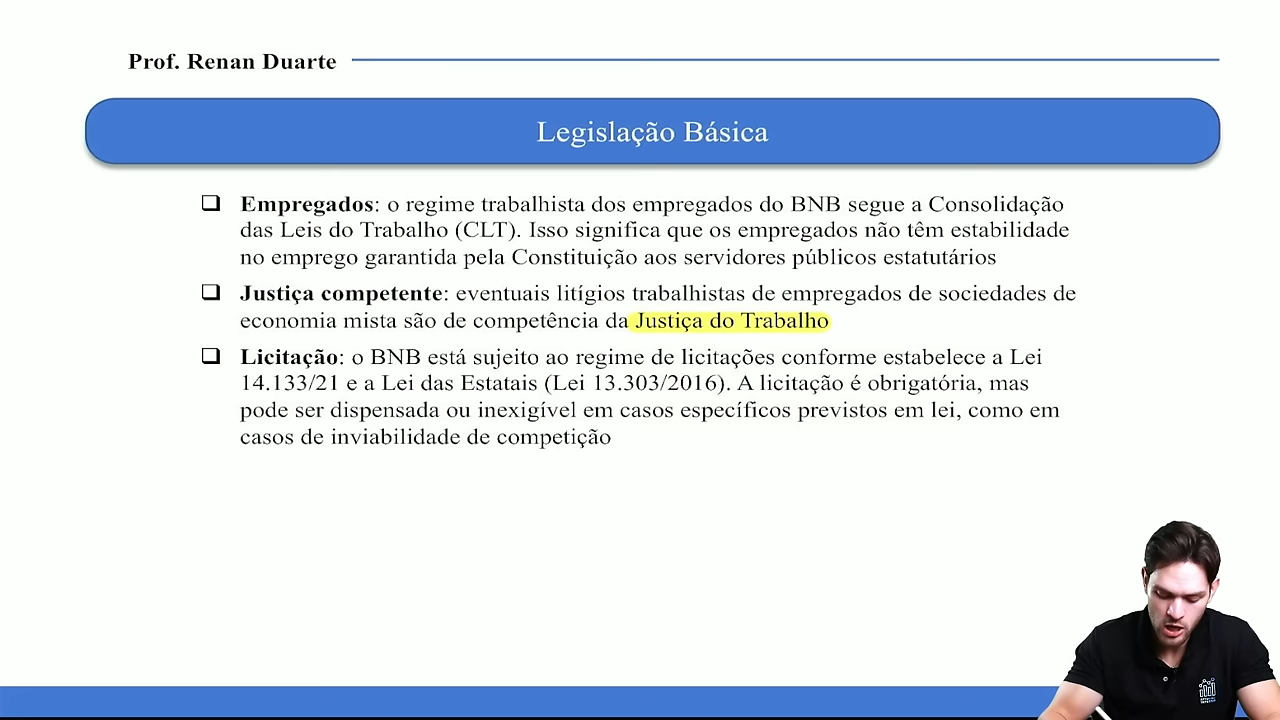 Prof. Renan Duarte
Legislação Básica
Empregados: o regime trabalhista dos empregados do BNB segue a Consolidação
das Leis do Trabalho (CLT). Isso significa que os empregados não têm estabilidade
no emprego garantida pela Constituição aos servidores públicos estatutários
Justiça competente: eventuais litígios trabalhistas de empregados de sociedades de
economia mista são de competência da Justiça do Trabalho
Licitação: o BNB está sujeito ao regime de licitações conforme estabelece a Lei
14.133/21 e a Lei das Estatais (Lei 13.303/2016). A licitação é obrigatória, mas
pode ser dispensada ou inexigível em casos específicos previstos em lei, como em
casos de inviabilidade de competição